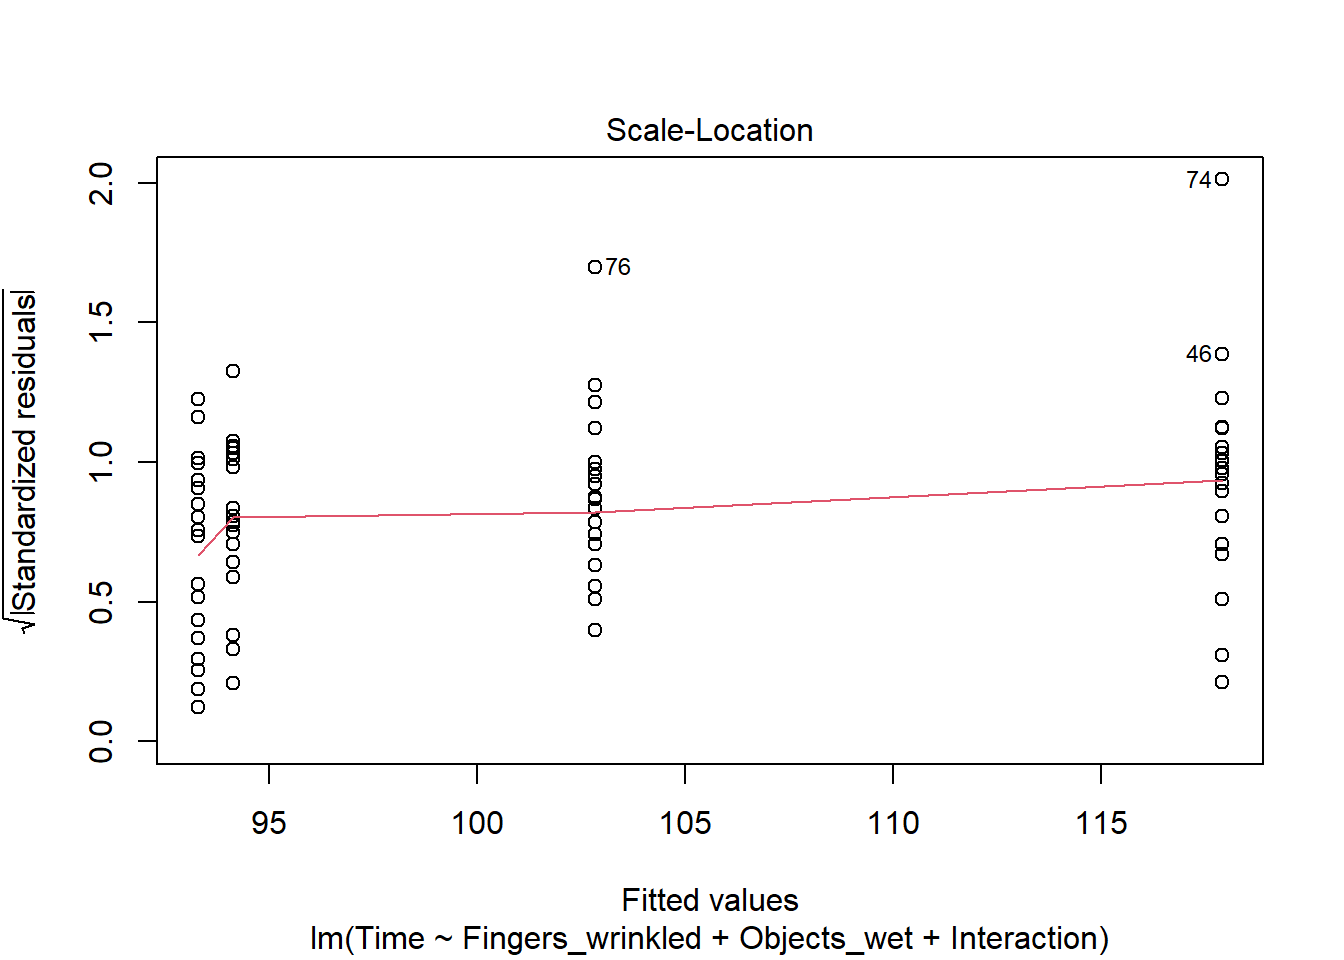 Scale-Location
√|Standardized residuals|
2.0
1.5
1.0
0.5
0.0
74
76
46
95 100 105 110 115
Fitted values
lm(Time ~ Fingers_wrinkled + Objects_wet + Interaction)